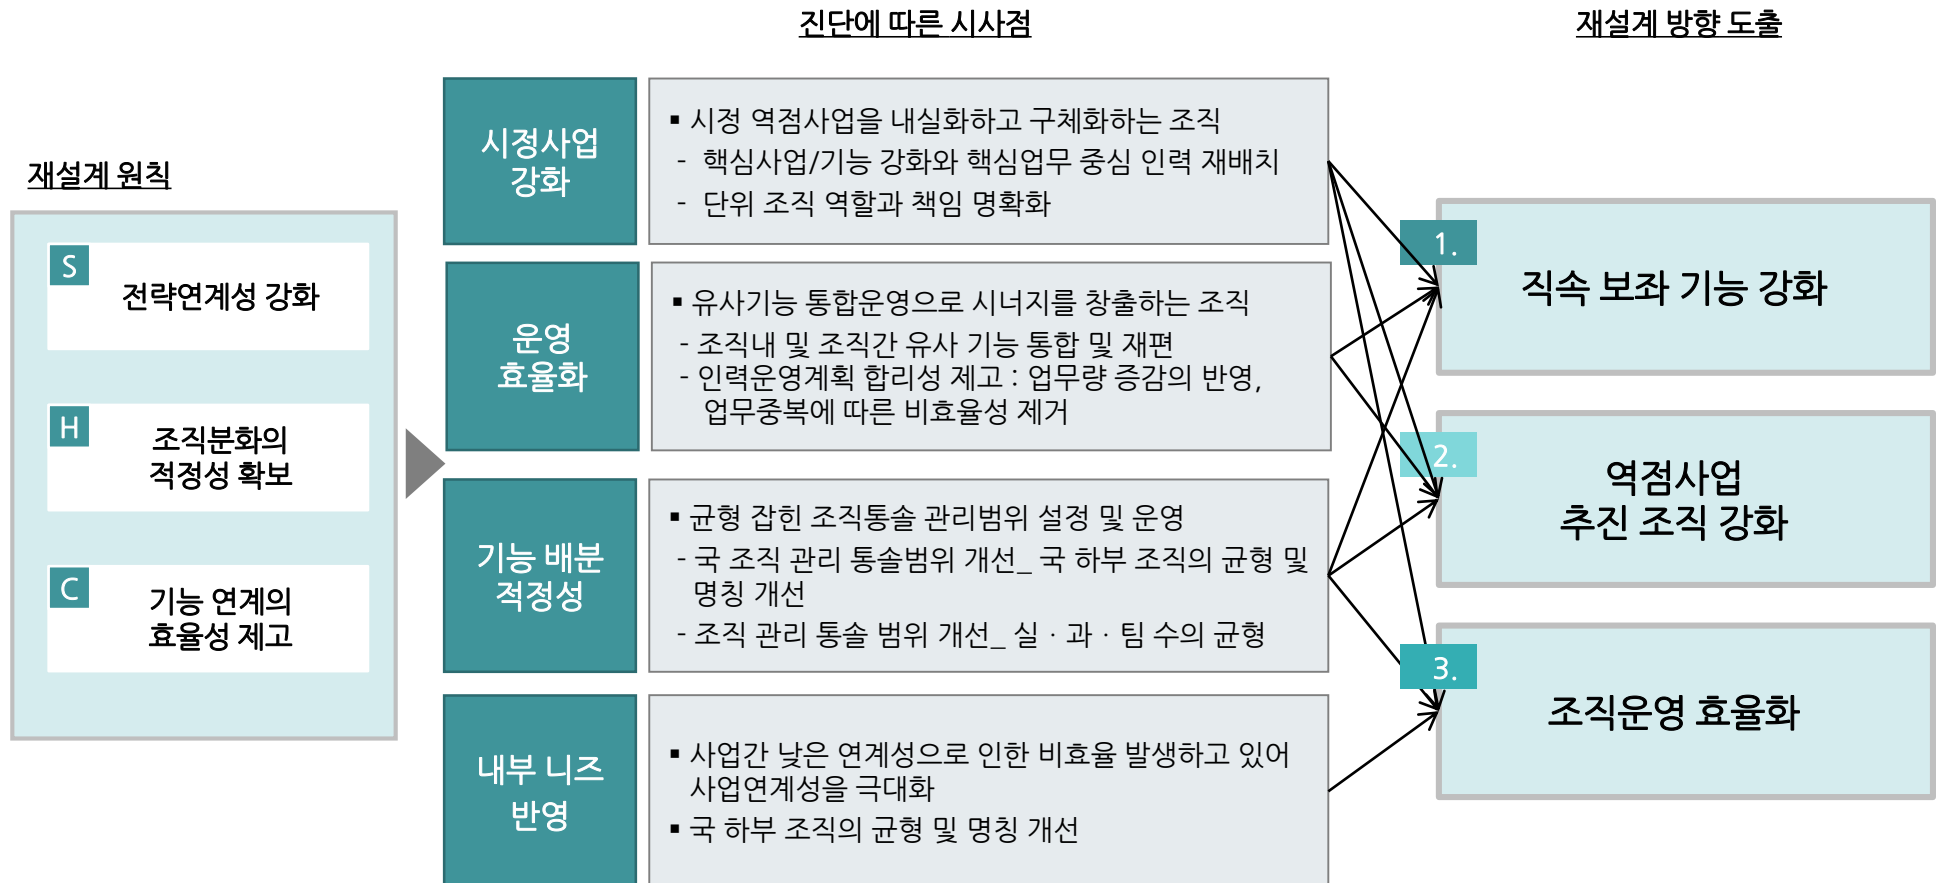 진단에 따른 시사점
재설계 방향 도출
재설계 원칙
S
전략연계성 강화
H
조직분화의
적정성 확보
C
기능 연계의
효율성 제고
시정사업
강화
▪ 시정 역점사업을 내실화하고 구체화하는 조직
- 핵심사업/기능 강화와 핵심업무 중심 인력 재배치
- 단위 조직 역할과 책임 명확화
운영
효율화
▪ 유사기능 통합운영으로 시너지를 창출하는 조직
- 조직내 및 조직간 유사 기능 통합 및 재편
- 인력운영계획 합리성 제고 : 업무량 증감의 반영,
업무중복에 따른 비효율성 제거
기능 배분
적정성
▪ 균형 잡힌 조직통솔 관리범위 설정 및 운영
- 국 조직 관리 통솔범위 개선_ 국 하부 조직의 균형 및
명칭 개선
- 조직 관리 통솔 범위 개선_ 실 · 과 · 팀 수의 균형
내부 니즈
반영
▪ 사업간 낮은 연계성으로 인한 비효율 발생하고 있어
사업연계성을 극대화
▪ 국 하부 조직의 균형 및 명칭 개선
1.
직속 보좌 기능 강화
2.
역점사업
추진 조직 강화
3.
조직운영 효율화